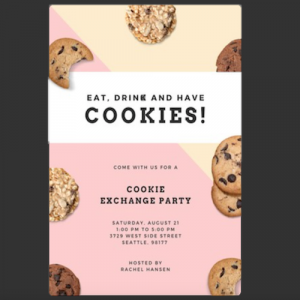 EAT, DRINK AND HAVE
COOKIES!
COME WITH US FOR A
COOKIE
EXCHANGE PARTY
SATURDAY, AUGUST 21
1:00 PM TO 5:00 PM
3729 WEST SIDE STREET
SEATTLE, 98177
HOSTED BY
RACHEL HANSEN